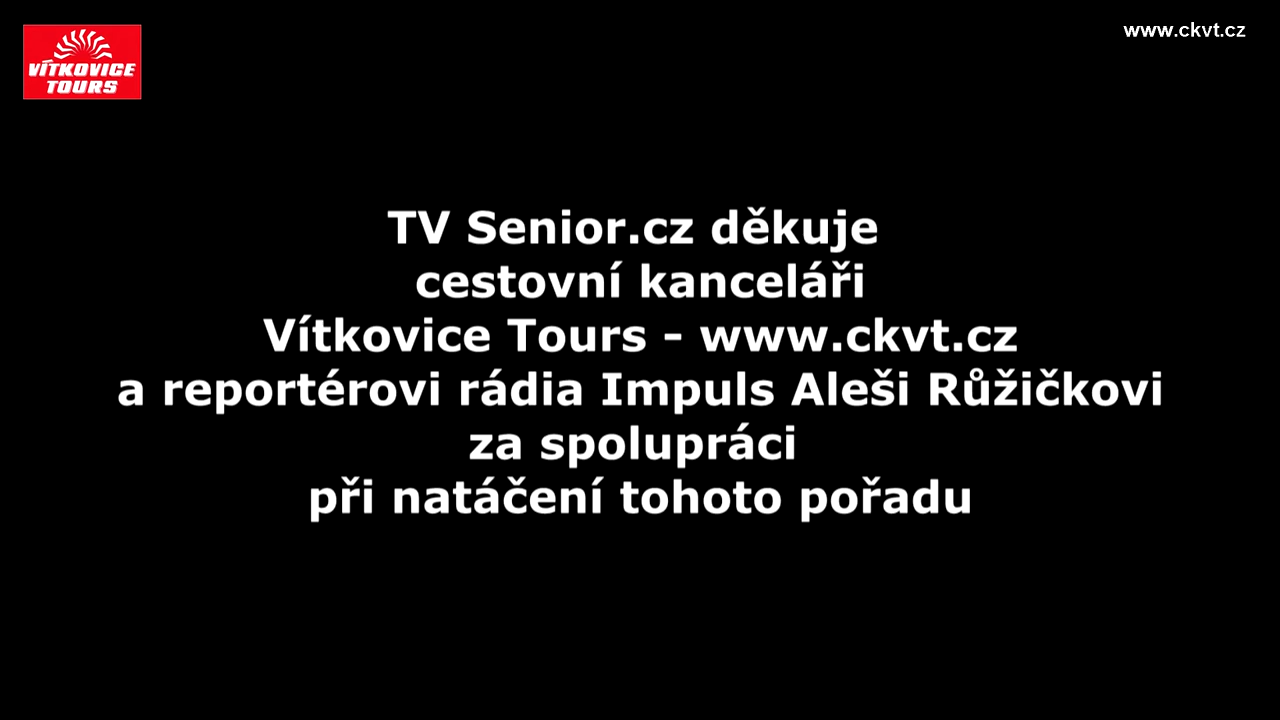 VÍTKOVICE
TOURS
www.ckvt.cz
TV Senior.cz děkuje
cestovní kanceláři
Vítkovice Tours - www.ckvt.cz
a reportérovi rádia Impuls Aleši Růžičkovi
za spolupráci
při natáčení tohoto pořadu